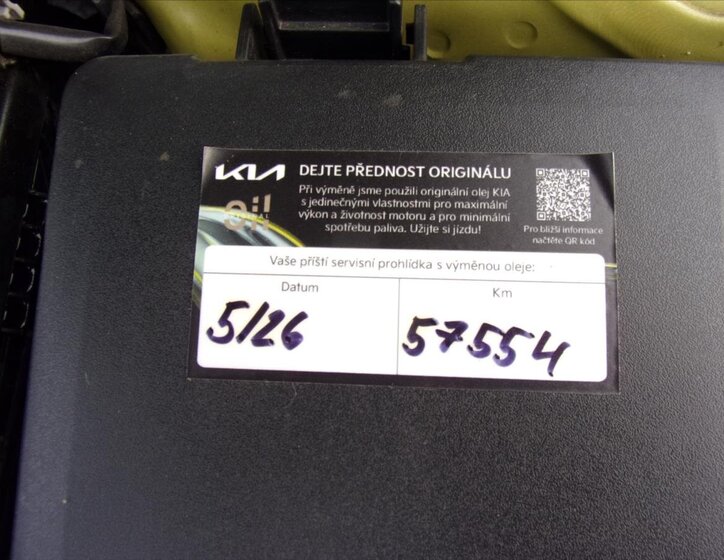 KIA
DEJTE PŘEDNOST ORIGINÁLU
Při výměně jsme použili originální olej KIA
s jedinečnými vlastnostmi pro maximální
výkon a životnost motoru a pro minimální
spotřebu paliva. Užijte si jízdu!
Oil
Pro bližší informace
načtěte QR kód
Vaše příští servisní prohlídka s výměnou oleje:
Datum
Km
5/26
57554